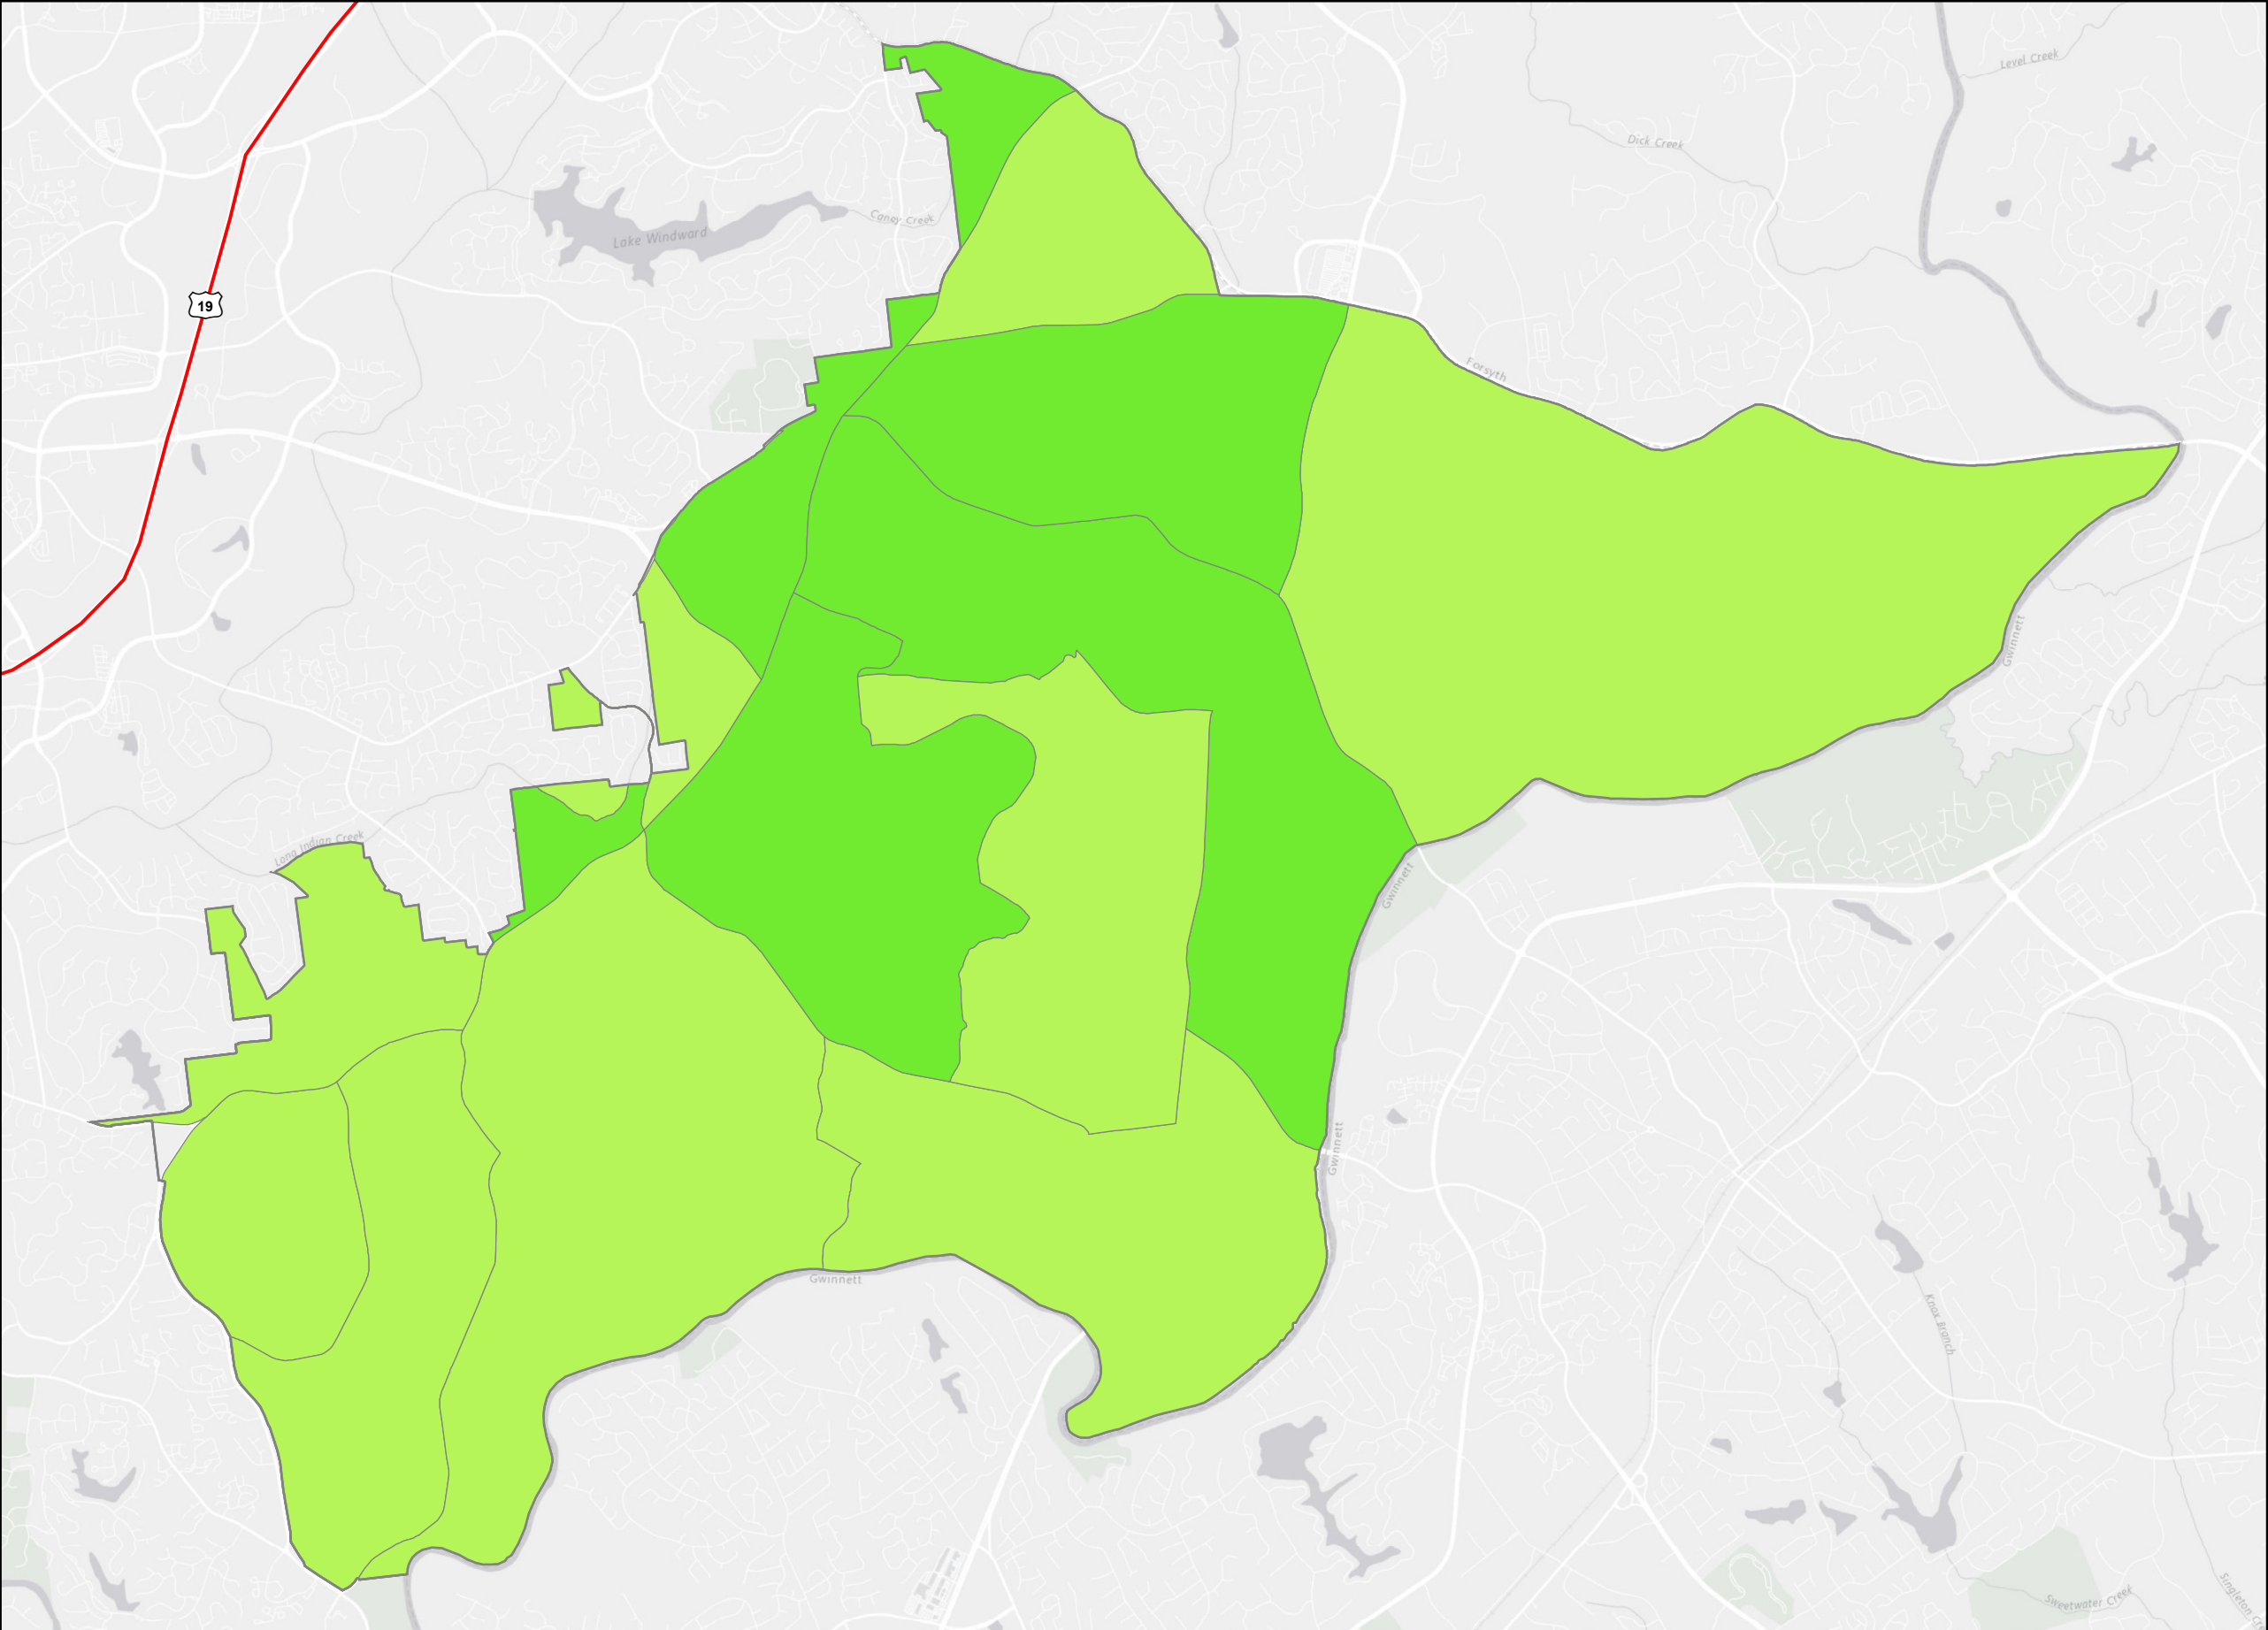 Level Creek
Dick Creek
Caney Creek
Lake Windward
19
Forsyth
Gwinnett
Long Indian Creek
Gwinnett
Gwinnett
Gwinnett
Knox Branch
Sweetwater Creek
Singleton